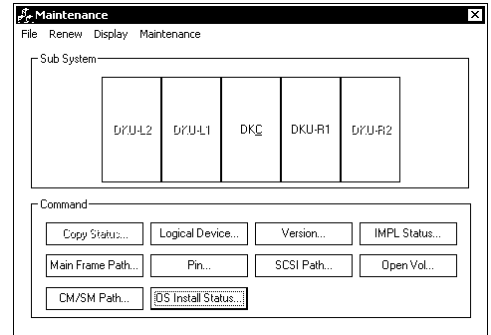 Maintenance
File Renew Display Maintenance
Sub System
DKU-L2 DKU-L1 DKC DKU-R1 DKU-R2
Command
Copy Status... Logical Device... Version... IMPL Status...
Main Frame Path... Pin... SCSI Path... Open Vol...
CM/SM Path... OS Install Status...